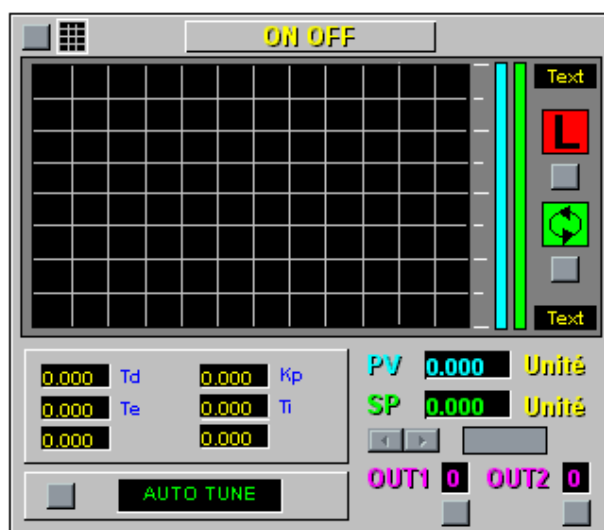 ON OFF
Text
L
Text
0.000 Td 0.000 Kp
0.000 Te 0.000 Ti
0.000 0.000
AUTO TUNE
PV 0.000 Unité
SP 0.000 Unité
OUT1 0 OUT2 0